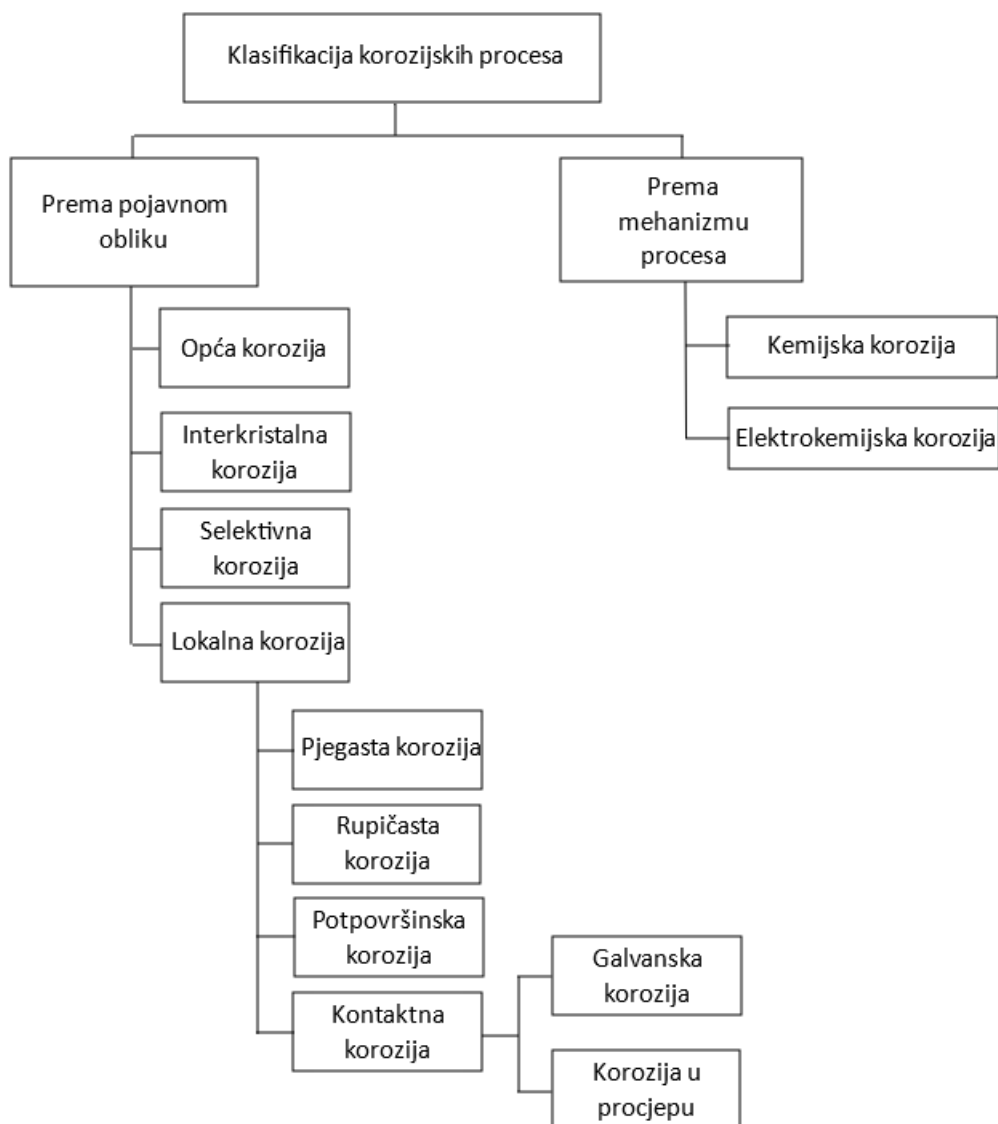 Klasifikacija korozijskih procesa
Prema pojavnom
obliku
Prema
mehanizmu
procesa
Opća korozija
Kemijska korozija
Interkristalna
korozija
Elektrokemijska korozija
Selektivna
korozija
Lokalna korozija
Pjegasta korozija
Rupičasta
korozija
Potpovršinska
korozija
Galvanska
korozija
Kontaktna
korozija
Korozija u
procjepu